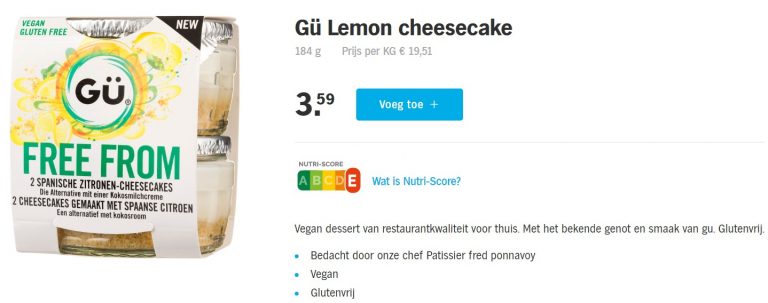 VEGAN
GLUTEN FREE
NEW
GÜ®
FREE FROM
2 SPANISCHE ZITRONEN-CHEESECAKES
Die Alternative mit einer Kokosmilchcreme
2 CHEESECAKES GEMAAKT MET SPAANSE CITROEN
Een alternatief met kokosroom
Gü Lemon cheesecake
184 g Prijs per KG € 19,51
3.59
Voeg toe +
NUTRI-SCORE
A B C D E
Wat is Nutri-Score?
Vegan dessert van restaurantkwaliteit voor thuis. Met het bekende genot en smaak van gu. Glutenvrij.
• Bedacht door onze chef Patissier fred ponnavoy
• Vegan
• Glutenvrij